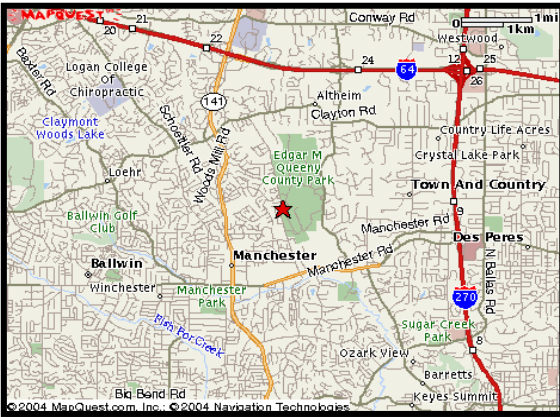 MAPQUEST
Conway Rd
0
1mi
1km
21
20
22
Westwood
24
12
25
64
26
Baxter Rd
Logan College
of
Chiropractic
141
Altheim
Clayton Rd
Claymont
Woods Lake
Schoettler Rd
Woods Mill Rd
Country Life Acres
Crystal Lake Park
Edgar M
Queeny
County Park
Loehr
Town And Country
9
Ballwin Golf
Club
Manchester Rd
Des Peres
Manchester
Manchester Rd
N Ballas Rd
Ballwin
Winchester
Manchester
Park
270
Fish Pot Creek
Sugar Creek
Park
8
Ozark View
Barretts
Big Bend Rd
Keyes Summit
©2004 MapQuest.com, Inc.; ©2004 Navigation Technologies